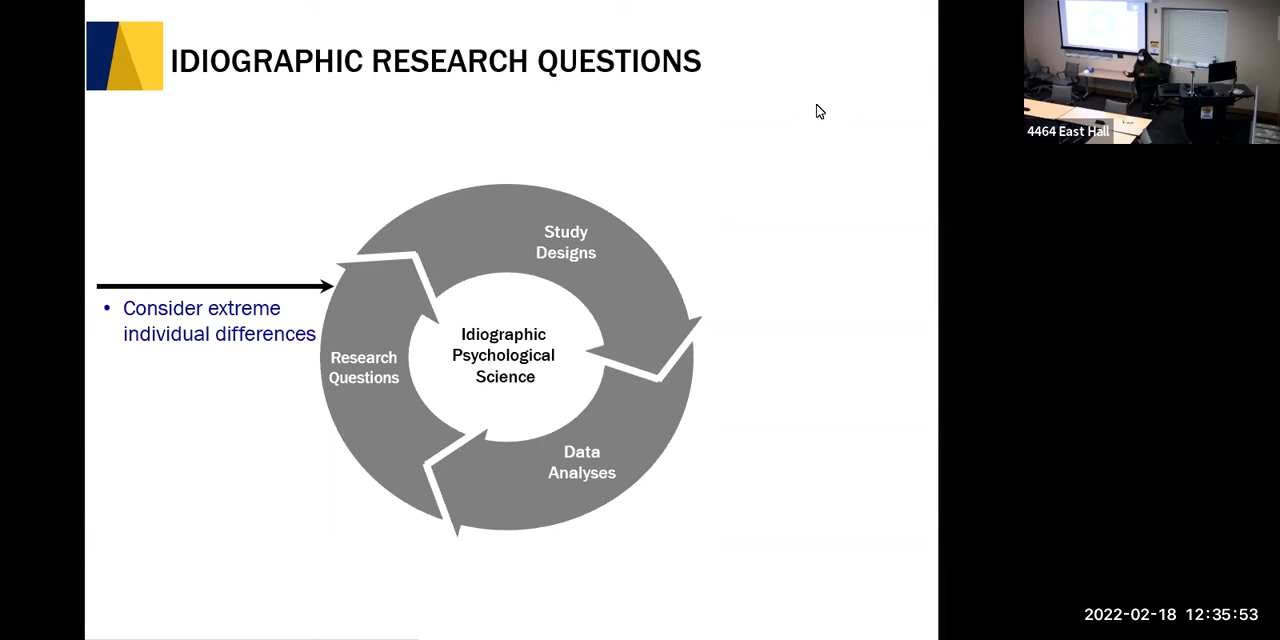 IDIOGRAPHIC RESEARCH QUESTIONS
4464 East Hall
Study
Designs
• Consider extreme
individual differences
Idiographic
Psychological
Science
Research
Questions
Data
Analyses
2022-02-18 12:35:53